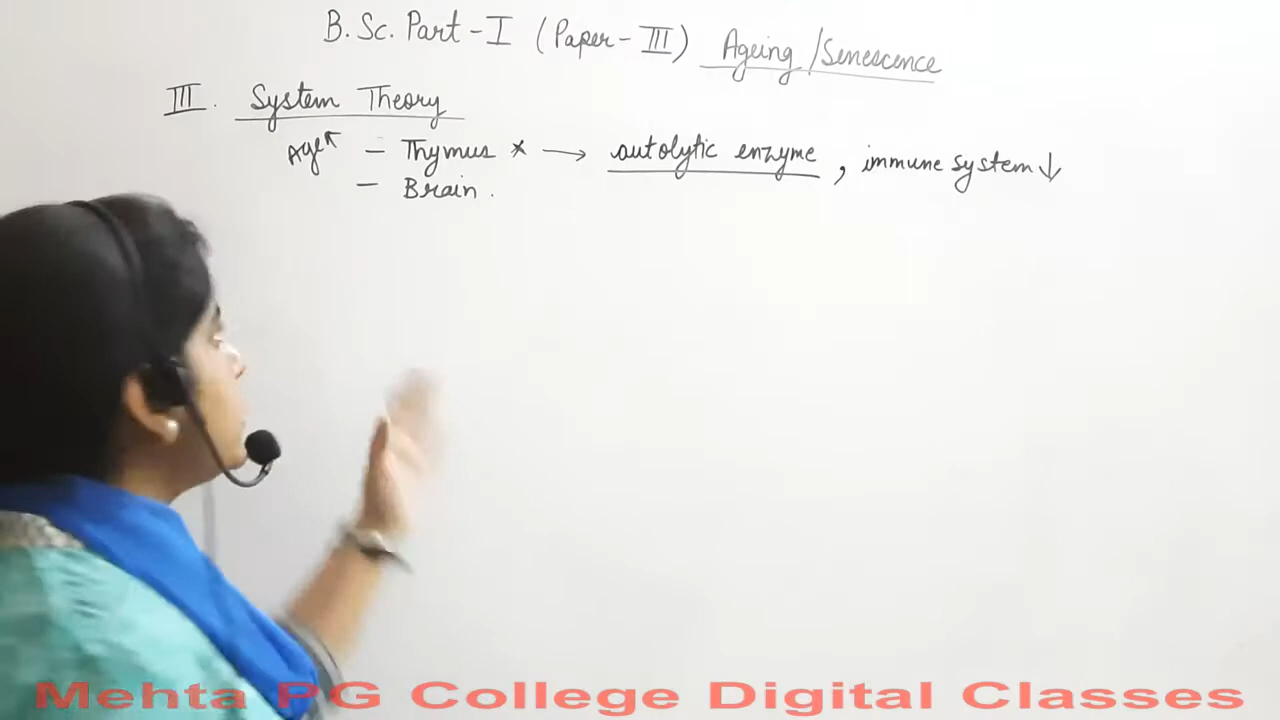 B.Sc. Part-I (Paper-III) Ageing/Senescence
III. System Theory
Age↑ - Thymus × → autolytic enzyme, immune system ↓
- Brain.
Mehta PG College Digital Classes